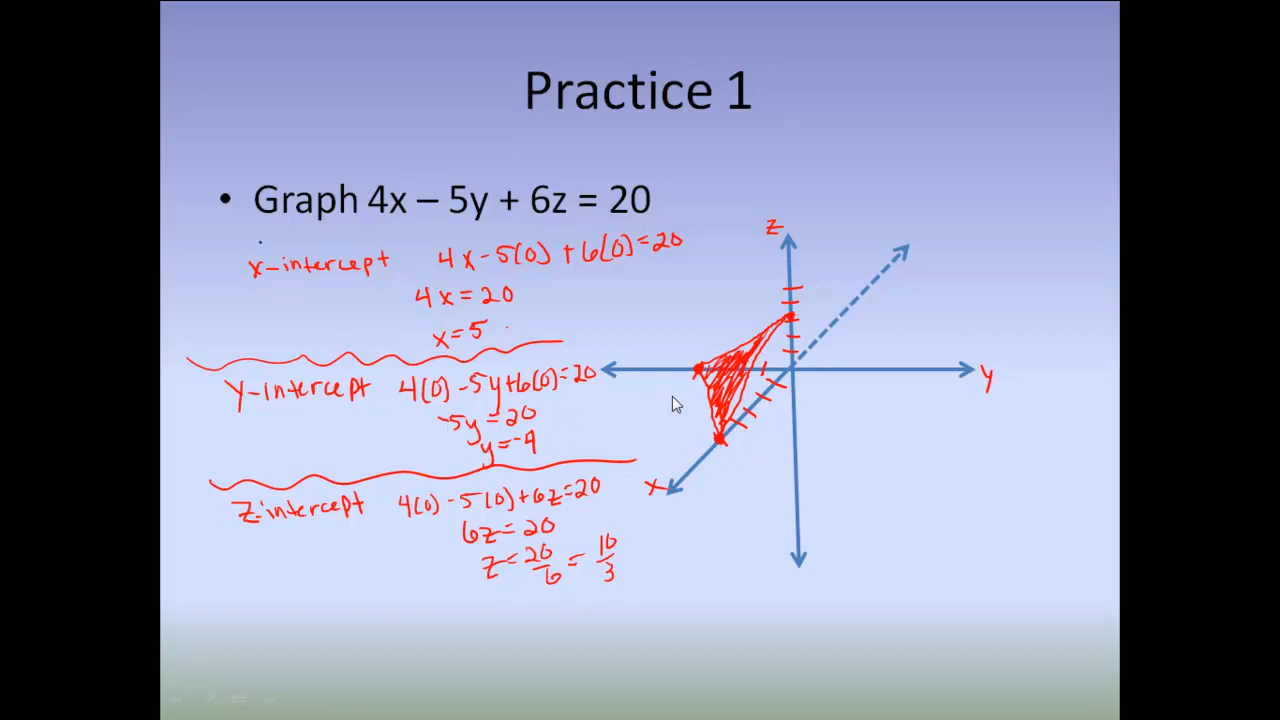 Practice 1
• Graph 4x – 5y + 6z = 20
x-intercept 4x-5(0) + 6(0)=20
4x = 20
x=5
Y-intercept 4(0) -5y+6(0)=20
-5y=20
y=-4
Z-intercept 4(0) - 5(0)+6z=20
6z=20
z=20/6 = 10/3
z
y
x